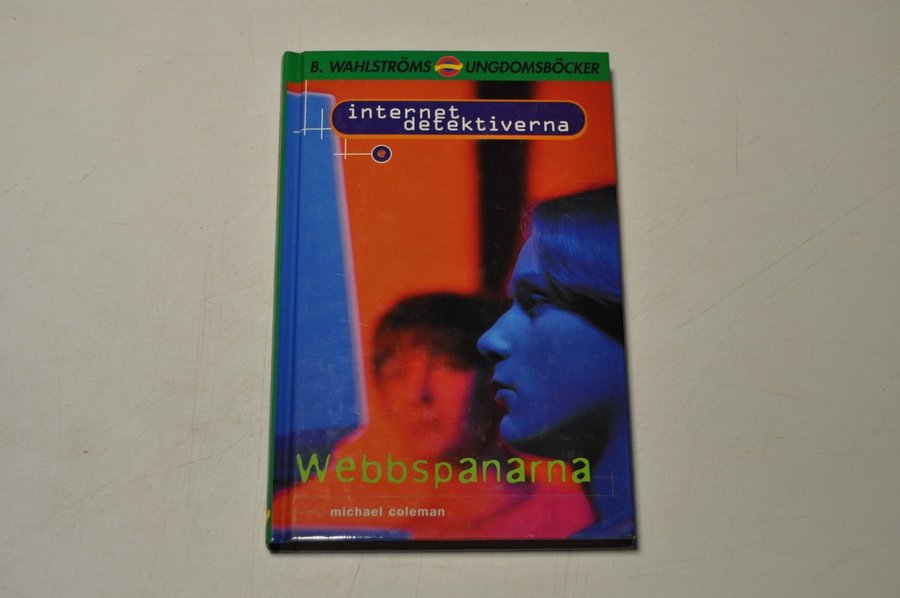 B. WAHLSTRÖMS UNGDOMSBÖCKER
internet
detektiverna
@
Webbspanarna
michael coleman